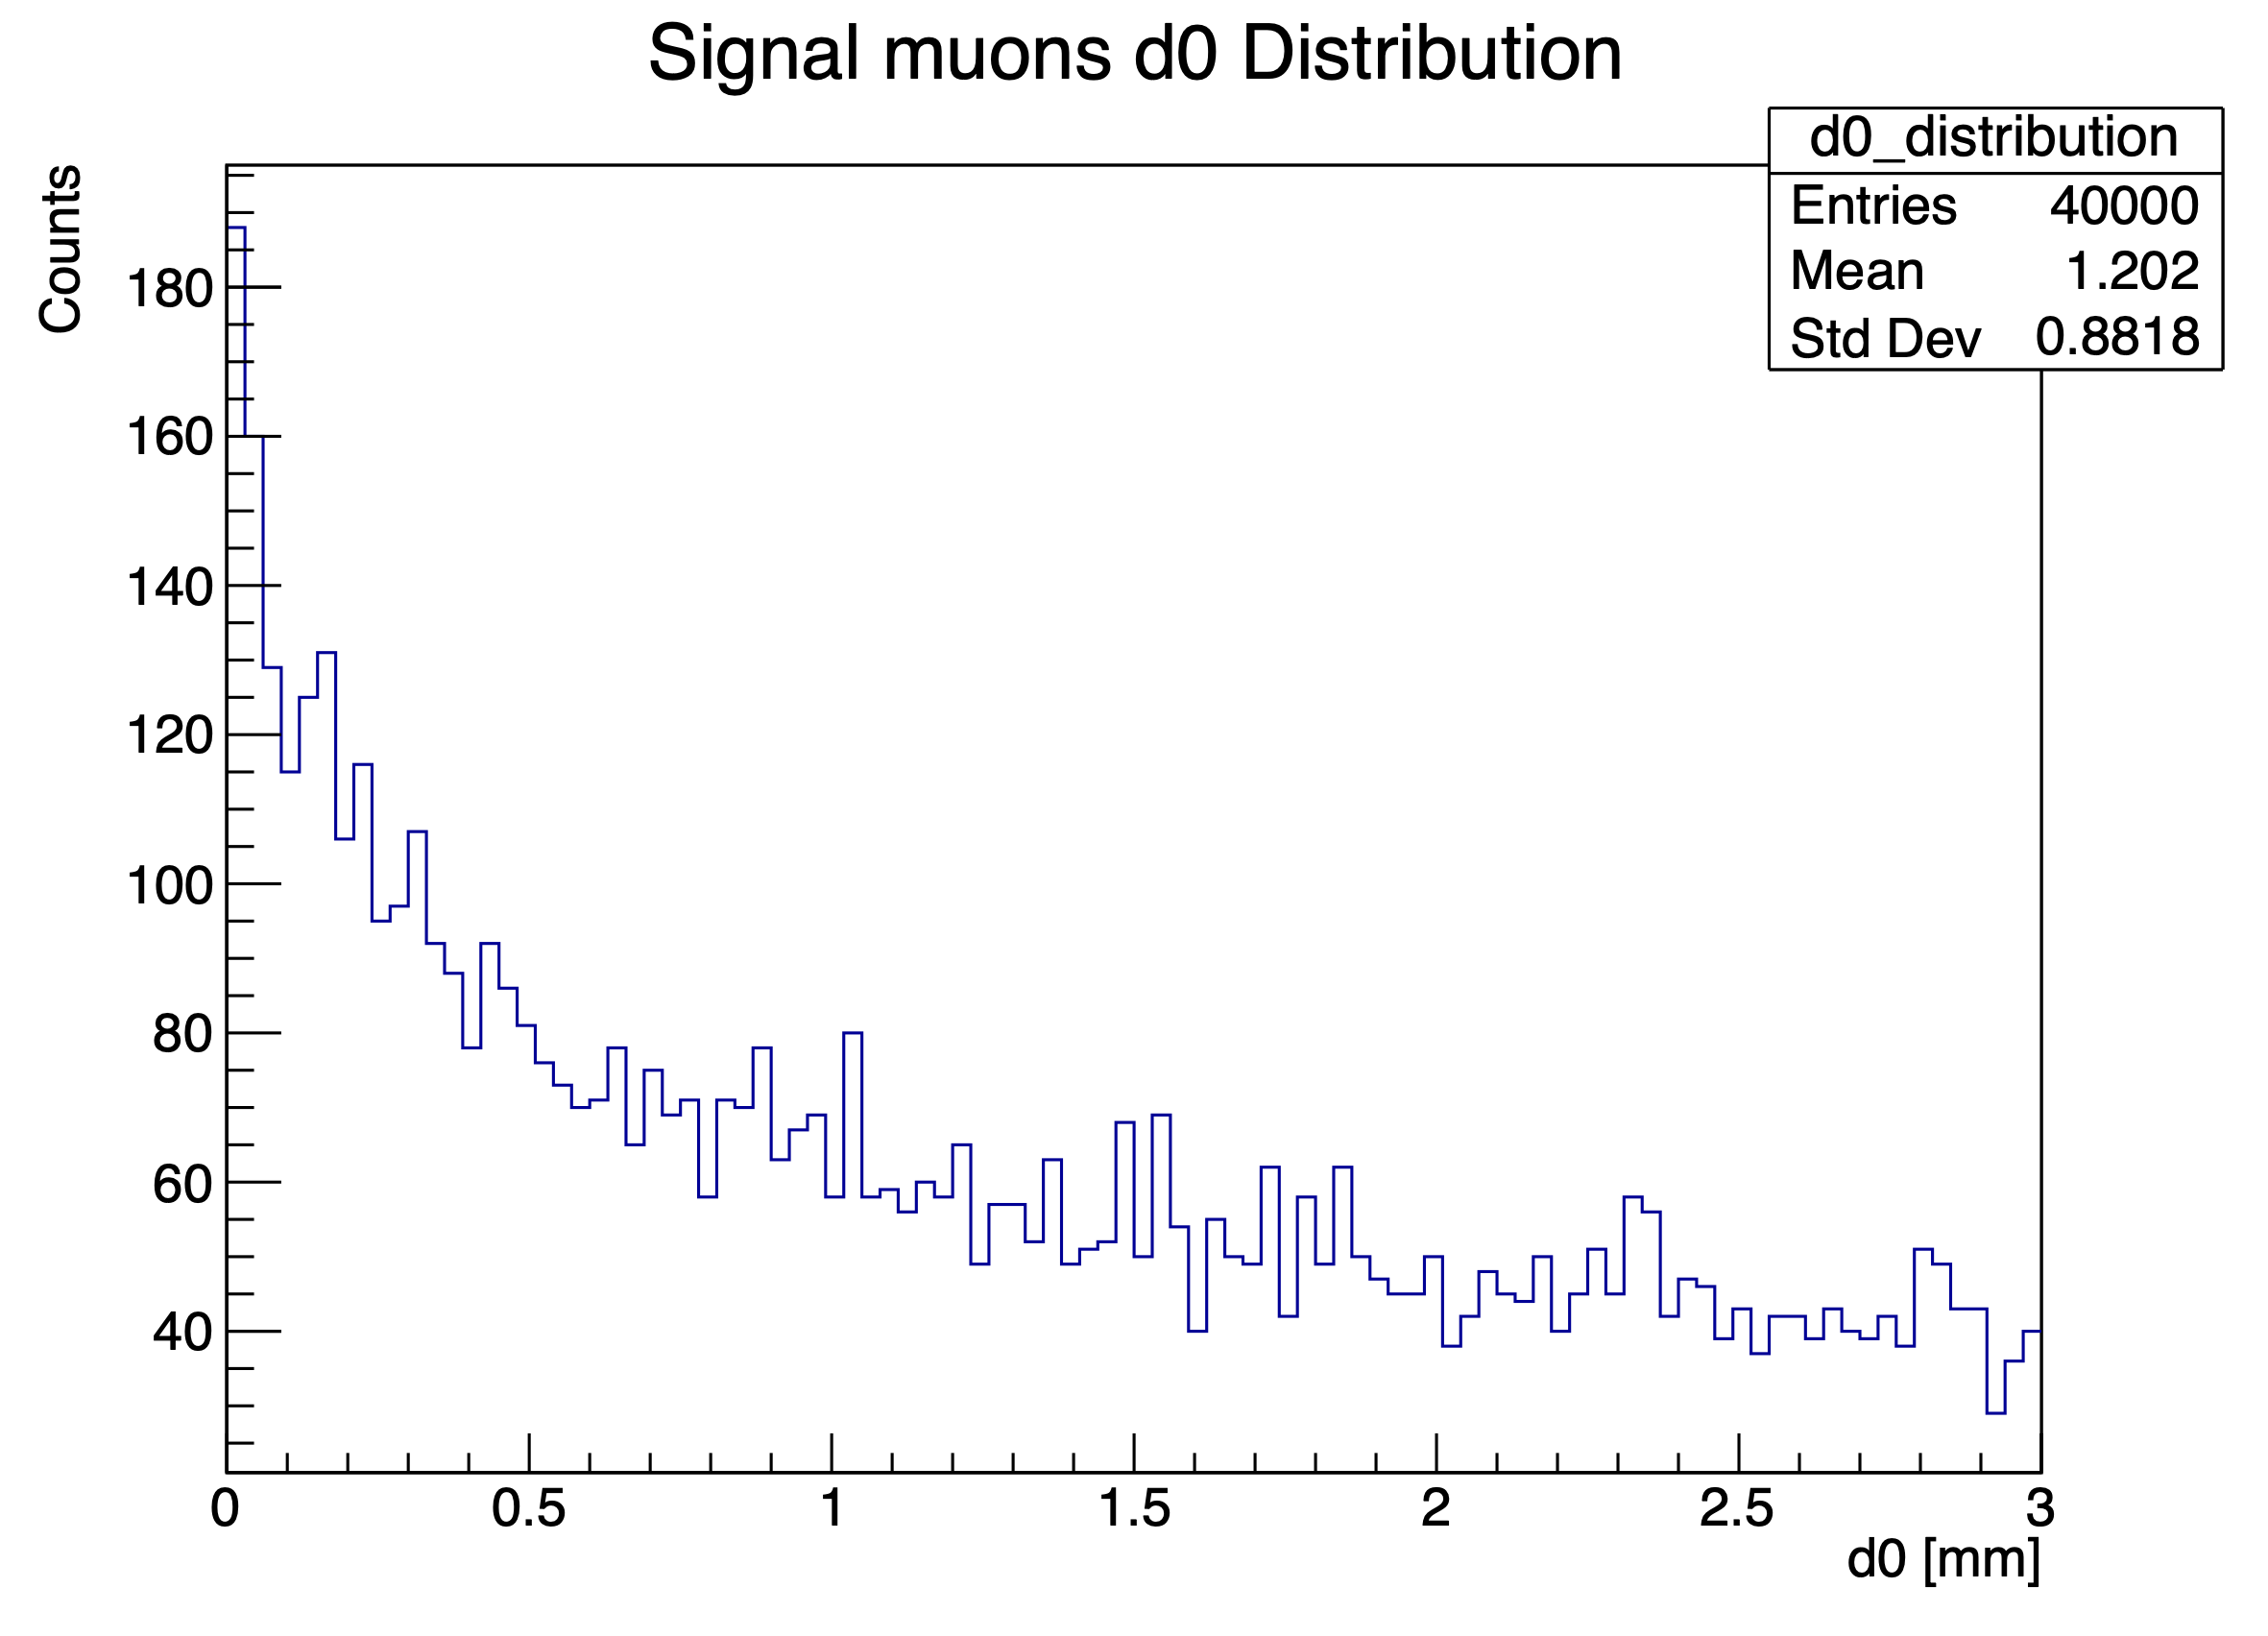 Signal muons d0 Distribution
d0_distribution
Entries 40000
Mean 1.202
Std Dev 0.8818
Counts
180
160
140
120
100
80
60
40
0 0.5 1 1.5 2 2.5 3
d0 [mm]